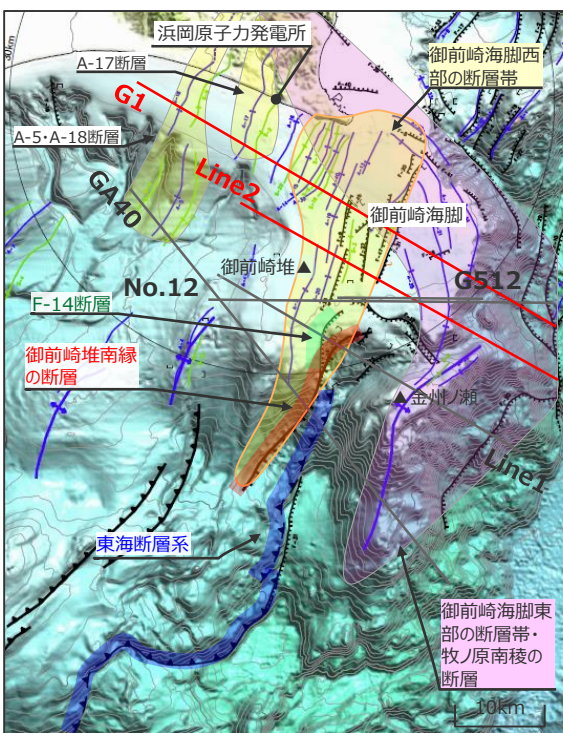 浜岡原子力発電所
30km
A-17断層
御前崎海脚西
部の断層帯
G1
A-5・A-18断層
Line2
GA40
御前崎海脚
御前崎堆
G512
No.12
F-14断層
御前崎堆南縁
の断層
金州ノ瀬
Line1
東海断層系
御前崎海脚東
部の断層帯・
牧ノ原南稜の
断層
10km